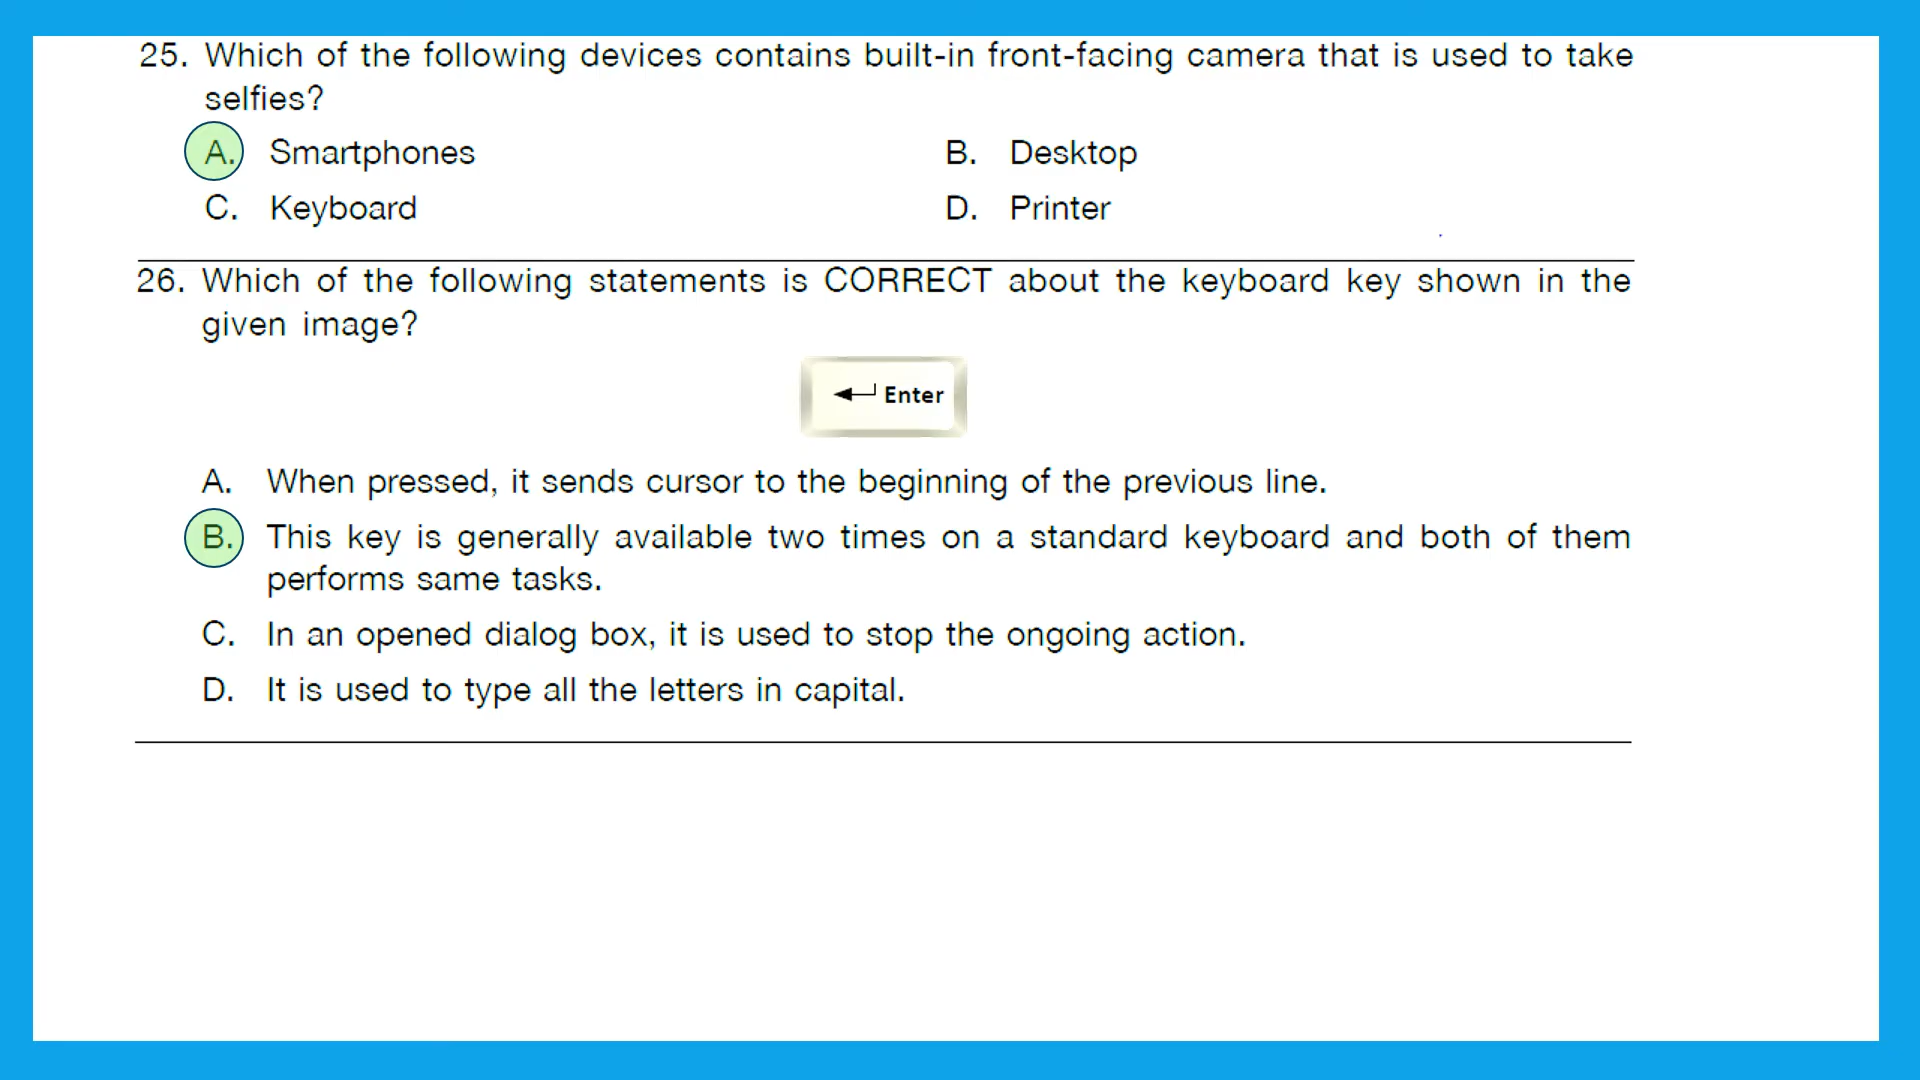 25. Which of the following devices contains built-in front-facing camera that is used to take
selfies?
A. Smartphones B. Desktop
C. Keyboard D. Printer
26. Which of the following statements is CORRECT about the keyboard key shown in the
given image?
Enter
A. When pressed, it sends cursor to the beginning of the previous line.
B. This key is generally available two times on a standard keyboard and both of them
performs same tasks.
C. In an opened dialog box, it is used to stop the ongoing action.
D. It is used to type all the letters in capital.